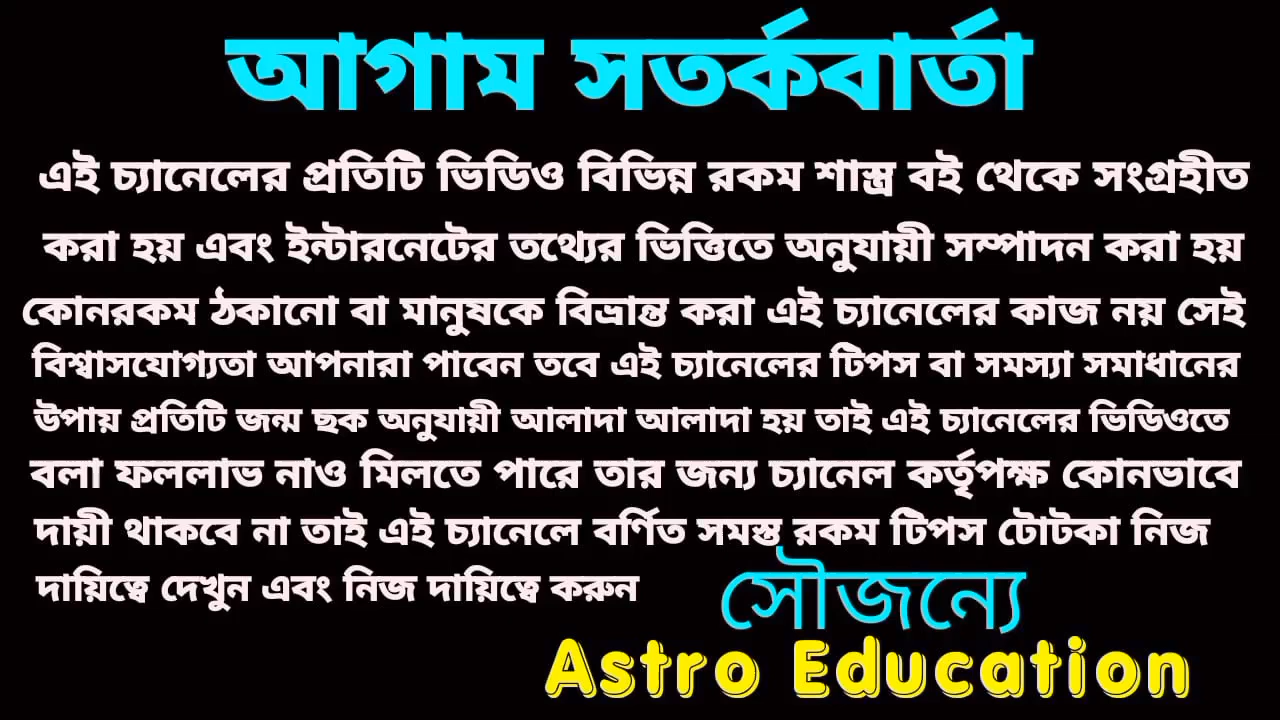 আগাম সতর্কবার্তা
এই চ্যানেলের প্রতিটি ভিডিও বিভিন্ন রকম শাস্ত্র বই থেকে সংগ্রহীত
করা হয় এবং ইন্টারনেটের তথ্যের ভিত্তিতে অনুযায়ী সম্পাদন করা হয়
কোনরকম ঠকানো বা মানুষকে বিভ্রান্ত করা এই চ্যানেলের কাজ নয় সেই
বিশ্বাসযোগ্যতা আপনারা পাবেন তবে এই চ্যানেলের টিপস বা সমস্যা সমাধানের
উপায় প্রতিটি জন্ম ছক অনুযায়ী আলাদা আলাদা হয় তাই এই চ্যানেলের ভিডিওতে
বলা ফললাভ নাও মিলতে পারে তার জন্য চ্যানেল কর্তৃপক্ষ কোনভাবে
দায়ী থাকবে না তাই এই চ্যানেলে বর্ণিত সমস্ত রকম টিপস টোটকা নিজ
দায়িত্বে দেখুন এবং নিজ দায়িত্বে করুন
সৌজন্যে
Astro Education